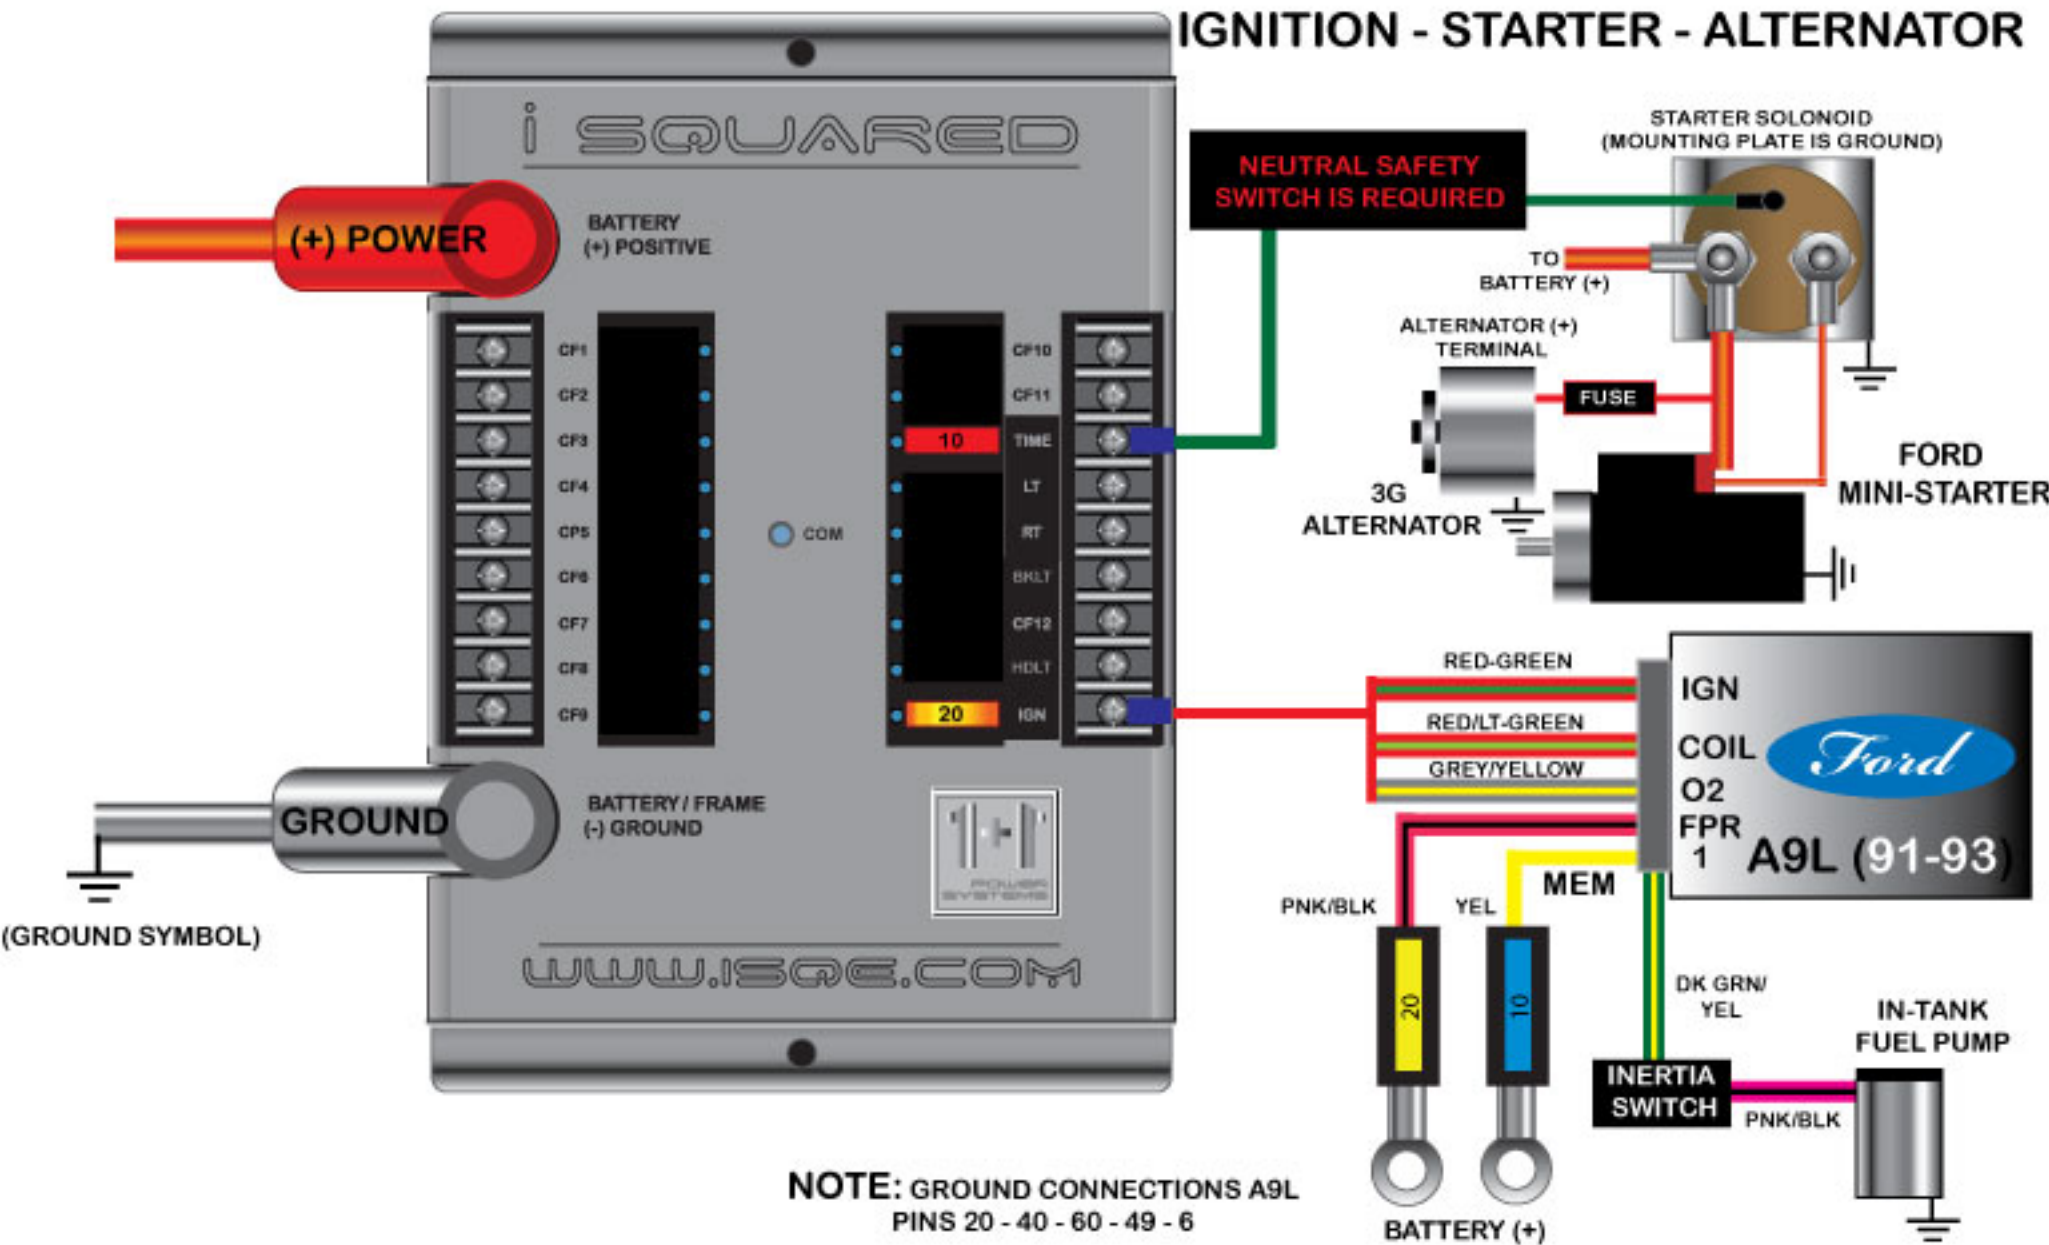 IGNITION - STARTER - ALTERNATOR
i SQUARED
STARTER SOLONOID
(MOUNTING PLATE IS GROUND)
NEUTRAL SAFETY
SWITCH IS REQUIRED
(+) POWER
BATTERY
(+) POSITIVE
TO
BATTERY (+)
ALTERNATOR (+)
TERMINAL
FUSE
FORD
MINI-STARTER
3G
ALTERNATOR
CF1
CF2
CF3
CF4
CP5
CF6
CF7
CF8
CF9
COM
10
20
CF10
CF11
TIME
LT
RT
BKLT
CF12
HDLT
IGN
RED-GREEN
IGN
RED/LT-GREEN
COIL
GREY/YELLOW
O2
FPR
1
Ford
A9L (91-93)
GROUND
BATTERY / FRAME
(-) GROUND
(GROUND SYMBOL)
POWER
SYSTEMS
WWW.ISQE.COM
MEM
PNK/BLK
YEL
20
10
DK GRN/
YEL
IN-TANK
FUEL PUMP
INERTIA
SWITCH
PNK/BLK
BATTERY (+)
NOTE: GROUND CONNECTIONS A9L
PINS 20 - 40 - 60 - 49 - 6